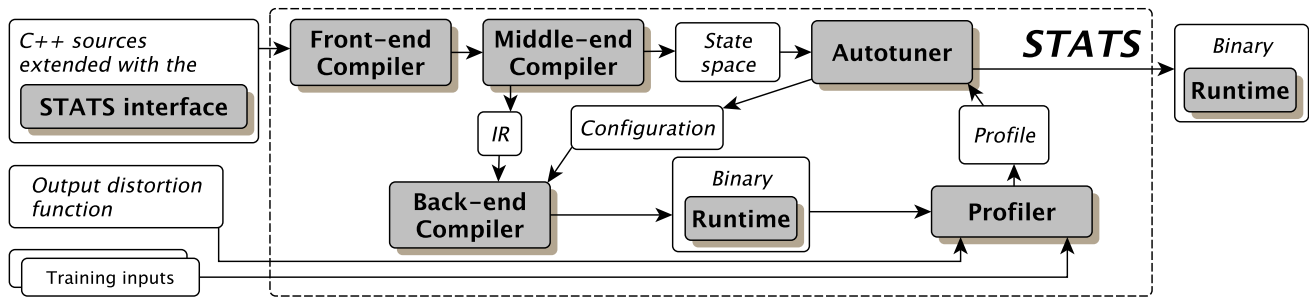 C++ sources
extended with the
STATS interface
Front-end
Compiler
Middle-end
Compiler
State
space
Autotuner
STATS
Binary
Runtime
IR
Configuration
Profile
Output distortion
function
Back-end
Compiler
Binary
Runtime
Profiler
Training inputs